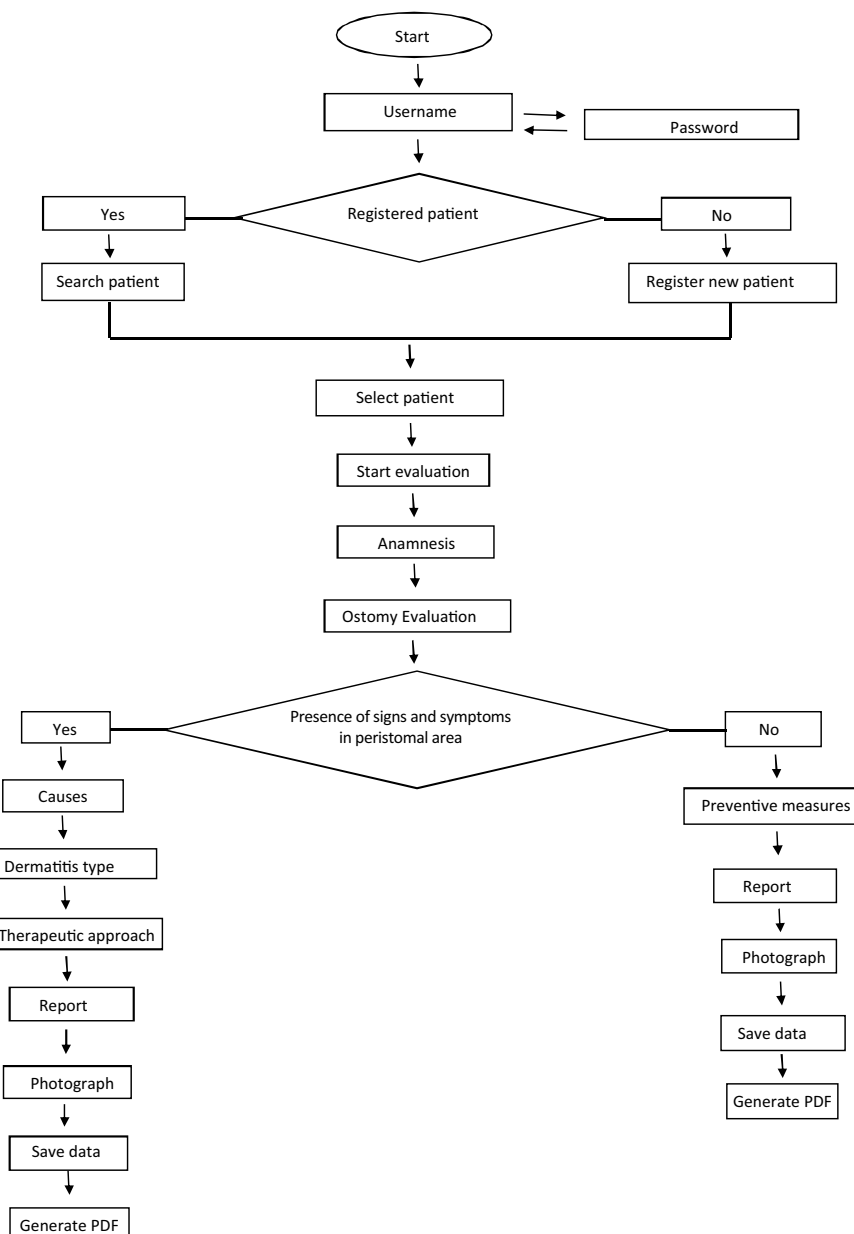 Start
Username
Password
Registered patient
Yes
No
Search patient
Register new patient
Select patient
Start evaluation
Anamnesis
Ostomy Evaluation
Presence of signs and symptoms
in peristomal area
Yes
No
Causes
Preventive measures
Dermatitis type
Report
Therapeutic approach
Photograph
Report
Save data
Photograph
Generate PDF
Save data
Generate PDF